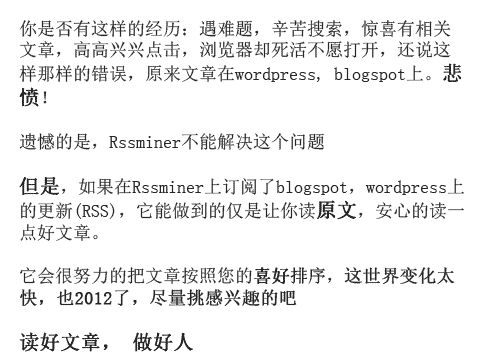 你是否有这样的经历：遇难题，辛苦搜索，惊喜有相关
文章，高高兴兴点击，浏览器却死活不愿打开，还说这
样那样的错误，原来文章在wordpress, blogspot上。悲
愤！
遗憾的是，Rssminer不能解决这个问题
但是，如果在Rssminer上订阅了blogspot，wordpress上
的更新(RSS)，它能做到的仅是让你读原文，安心的读一
点好文章。
它会很努力的把文章按照您的喜好排序，这世界变化太
快，也2012了，尽量挑感兴趣的吧
读好文章， 做好人